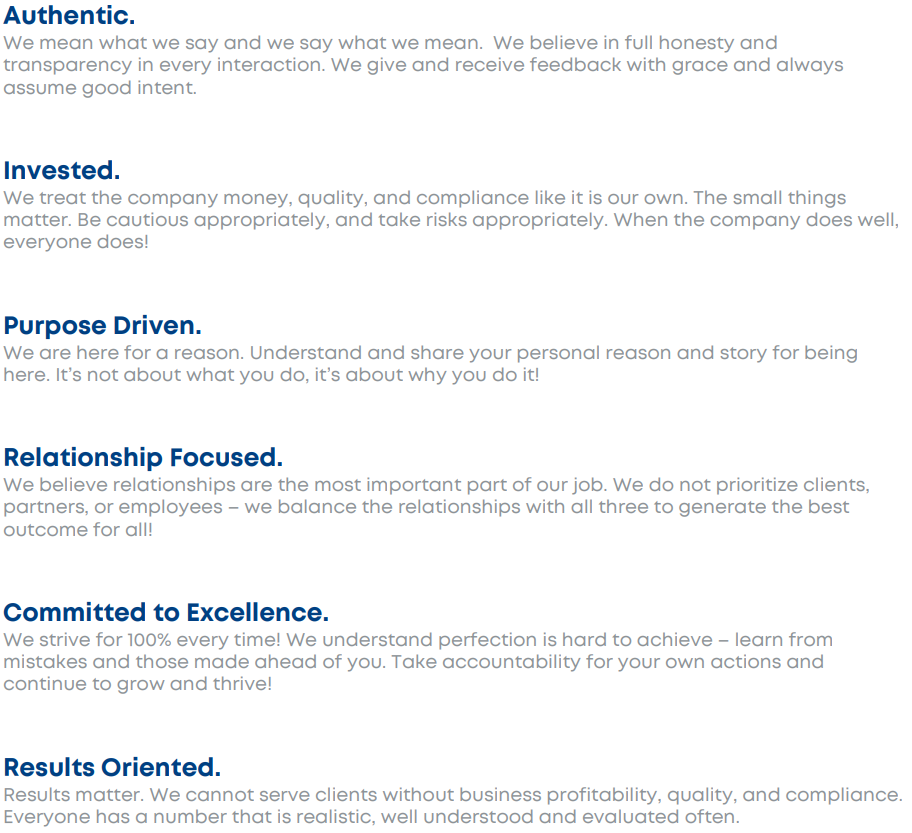 Authentic.
We mean what we say and we say what we mean.  We believe in full honesty and
transparency in every interaction. We give and receive feedback with grace and always
assume good intent.
Invested.
We treat the company money, quality, and compliance like it is our own. The small things
matter. Be cautious appropriately, and take risks appropriately. When the company does well,
everyone does!
Purpose Driven.
We are here for a reason. Understand and share your personal reason and story for being
here. It’s not about what you do, it’s about why you do it!
Relationship Focused.
We believe relationships are the most important part of our job. We do not prioritize clients,
partners, or employees – we balance the relationships with all three to generate the best
outcome for all!
Committed to Excellence.
We strive for 100% every time! We understand perfection is hard to achieve – learn from
mistakes and those made ahead of you. Take accountability for your own actions and
continue to grow and thrive!
Results Oriented.
Results matter. We cannot serve clients without business profitability, quality, and compliance.
Everyone has a number that is realistic, well understood and evaluated often.